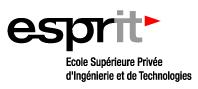 esprit
Ecole Supérieure Privée
d'Ingénierie et de Technologies